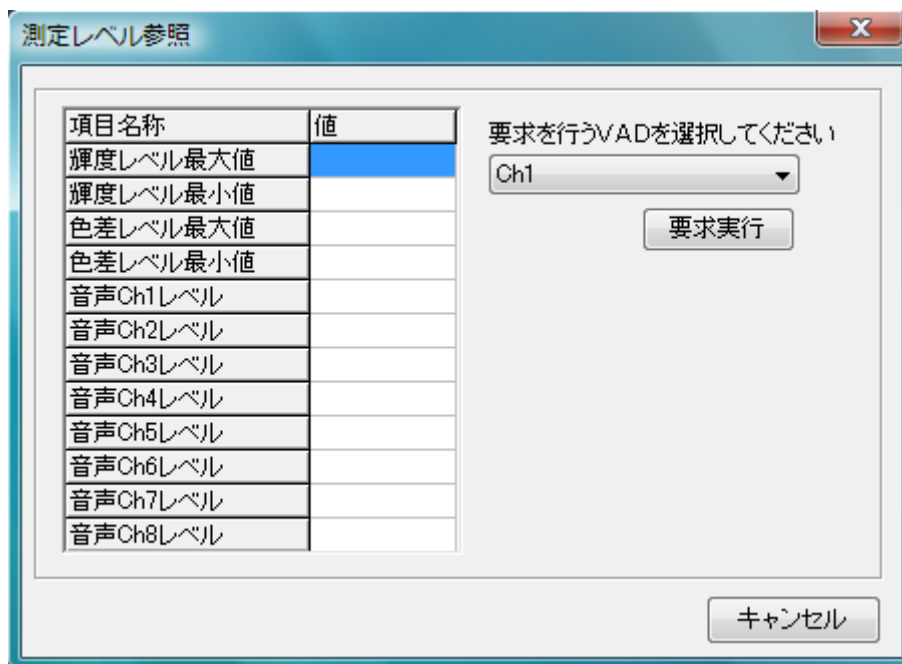 測定レベル参照
項目名称 値
輝度レベル最大値
輝度レベル最小値
色差レベル最大値
色差レベル最小値
音声Ch1レベル
音声Ch2レベル
音声Ch3レベル
音声Ch4レベル
音声Ch5レベル
音声Ch6レベル
音声Ch7レベル
音声Ch8レベル
要求を行うVADを選択してください
Ch1
要求実行
キャンセル